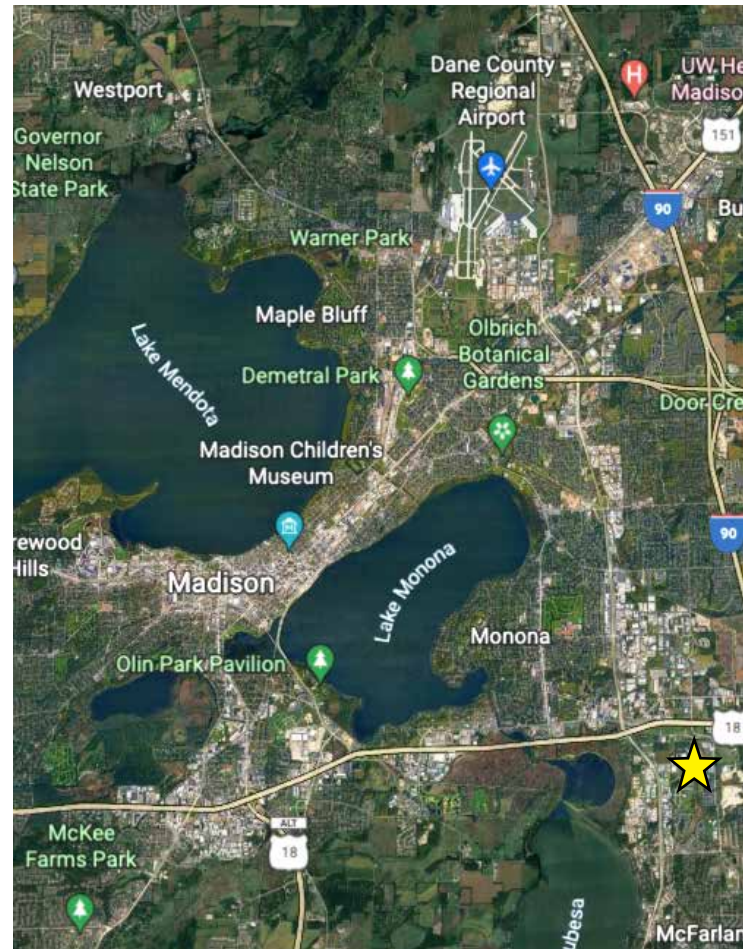 Westport
Dane County
Regional
Airport
H
UW He
Madiso
151
Governor
Nelson
State Park
90
Bu
Warner Park
Maple Bluff
Lake Mendota
Olbrich
Botanical
Gardens
Demetral Park
Door Cre
Madison Children's
Museum
90
rewood
Hills
Madison
Lake Monona
Monona
Olin Park Pavilion
18
ALT
18
McKee
Farms Park
ubesa
McFarlan